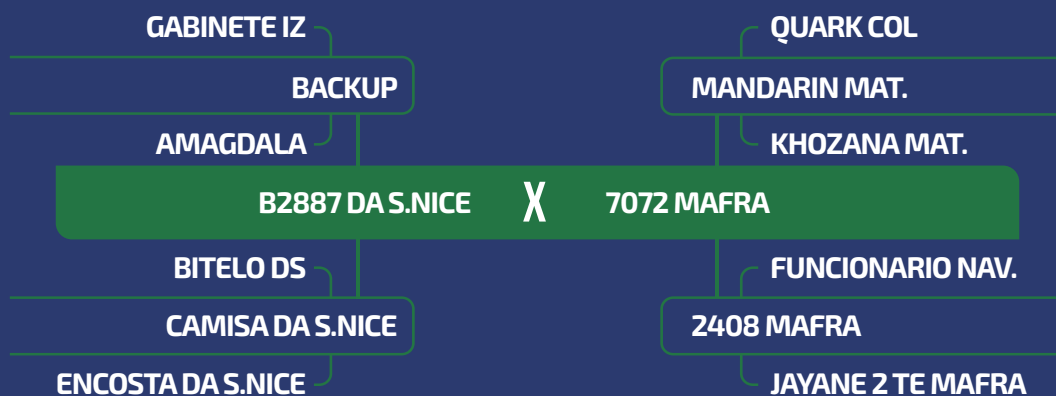 GABINETE IZ
QUARK COL
BACKUP
MANDARIN MAT.
AMAGDALA
KHOZANA MAT.
B2887 DA S.NICE X 7072 MAFRA
BITELO DS
FUNCIONARIO NAV.
CAMISA DA S.NICE
2408 MAFRA
ENCOSTA DA S.NICE
JAYANE 2 TE MAFRA